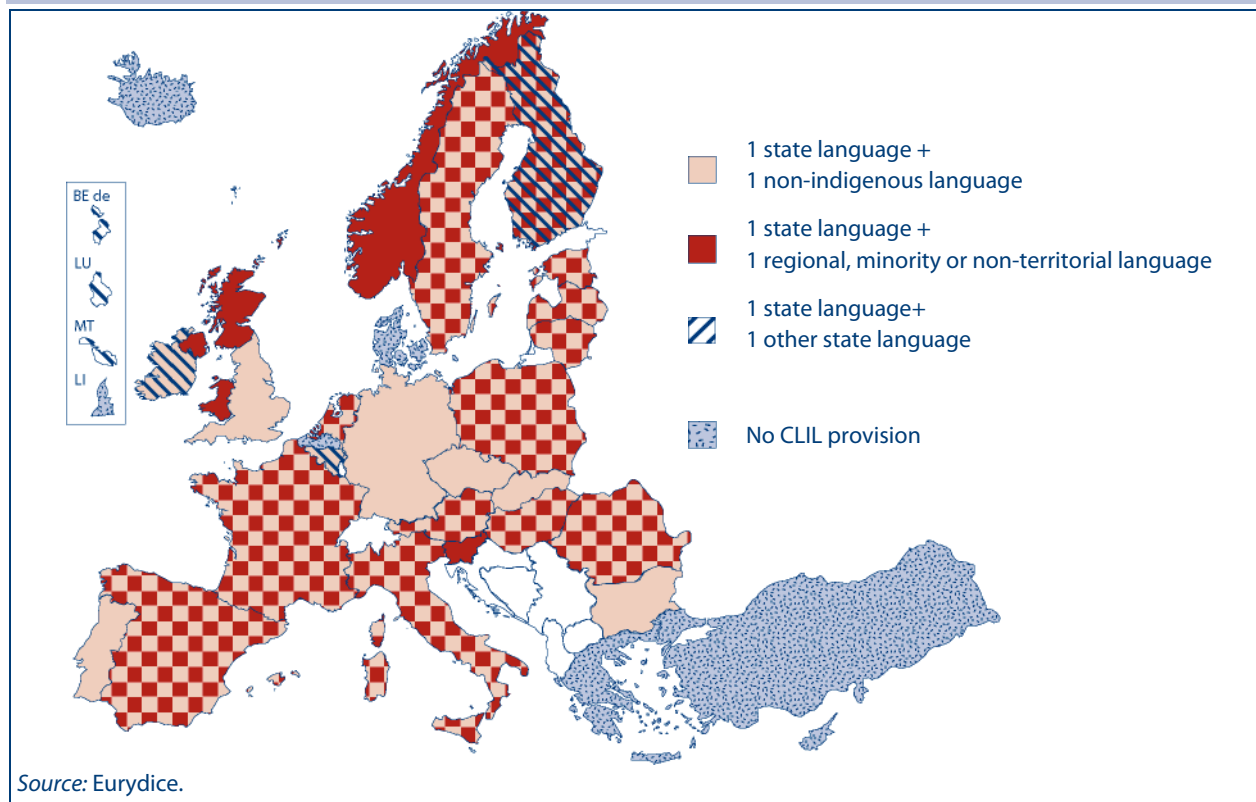 BE de
LU
MT
LI
1 state language +
1 non-indigenous language
1 state language +
1 regional, minority or non-territorial language
1 state language+
1 other state language
No CLIL provision
Source: Eurydice.